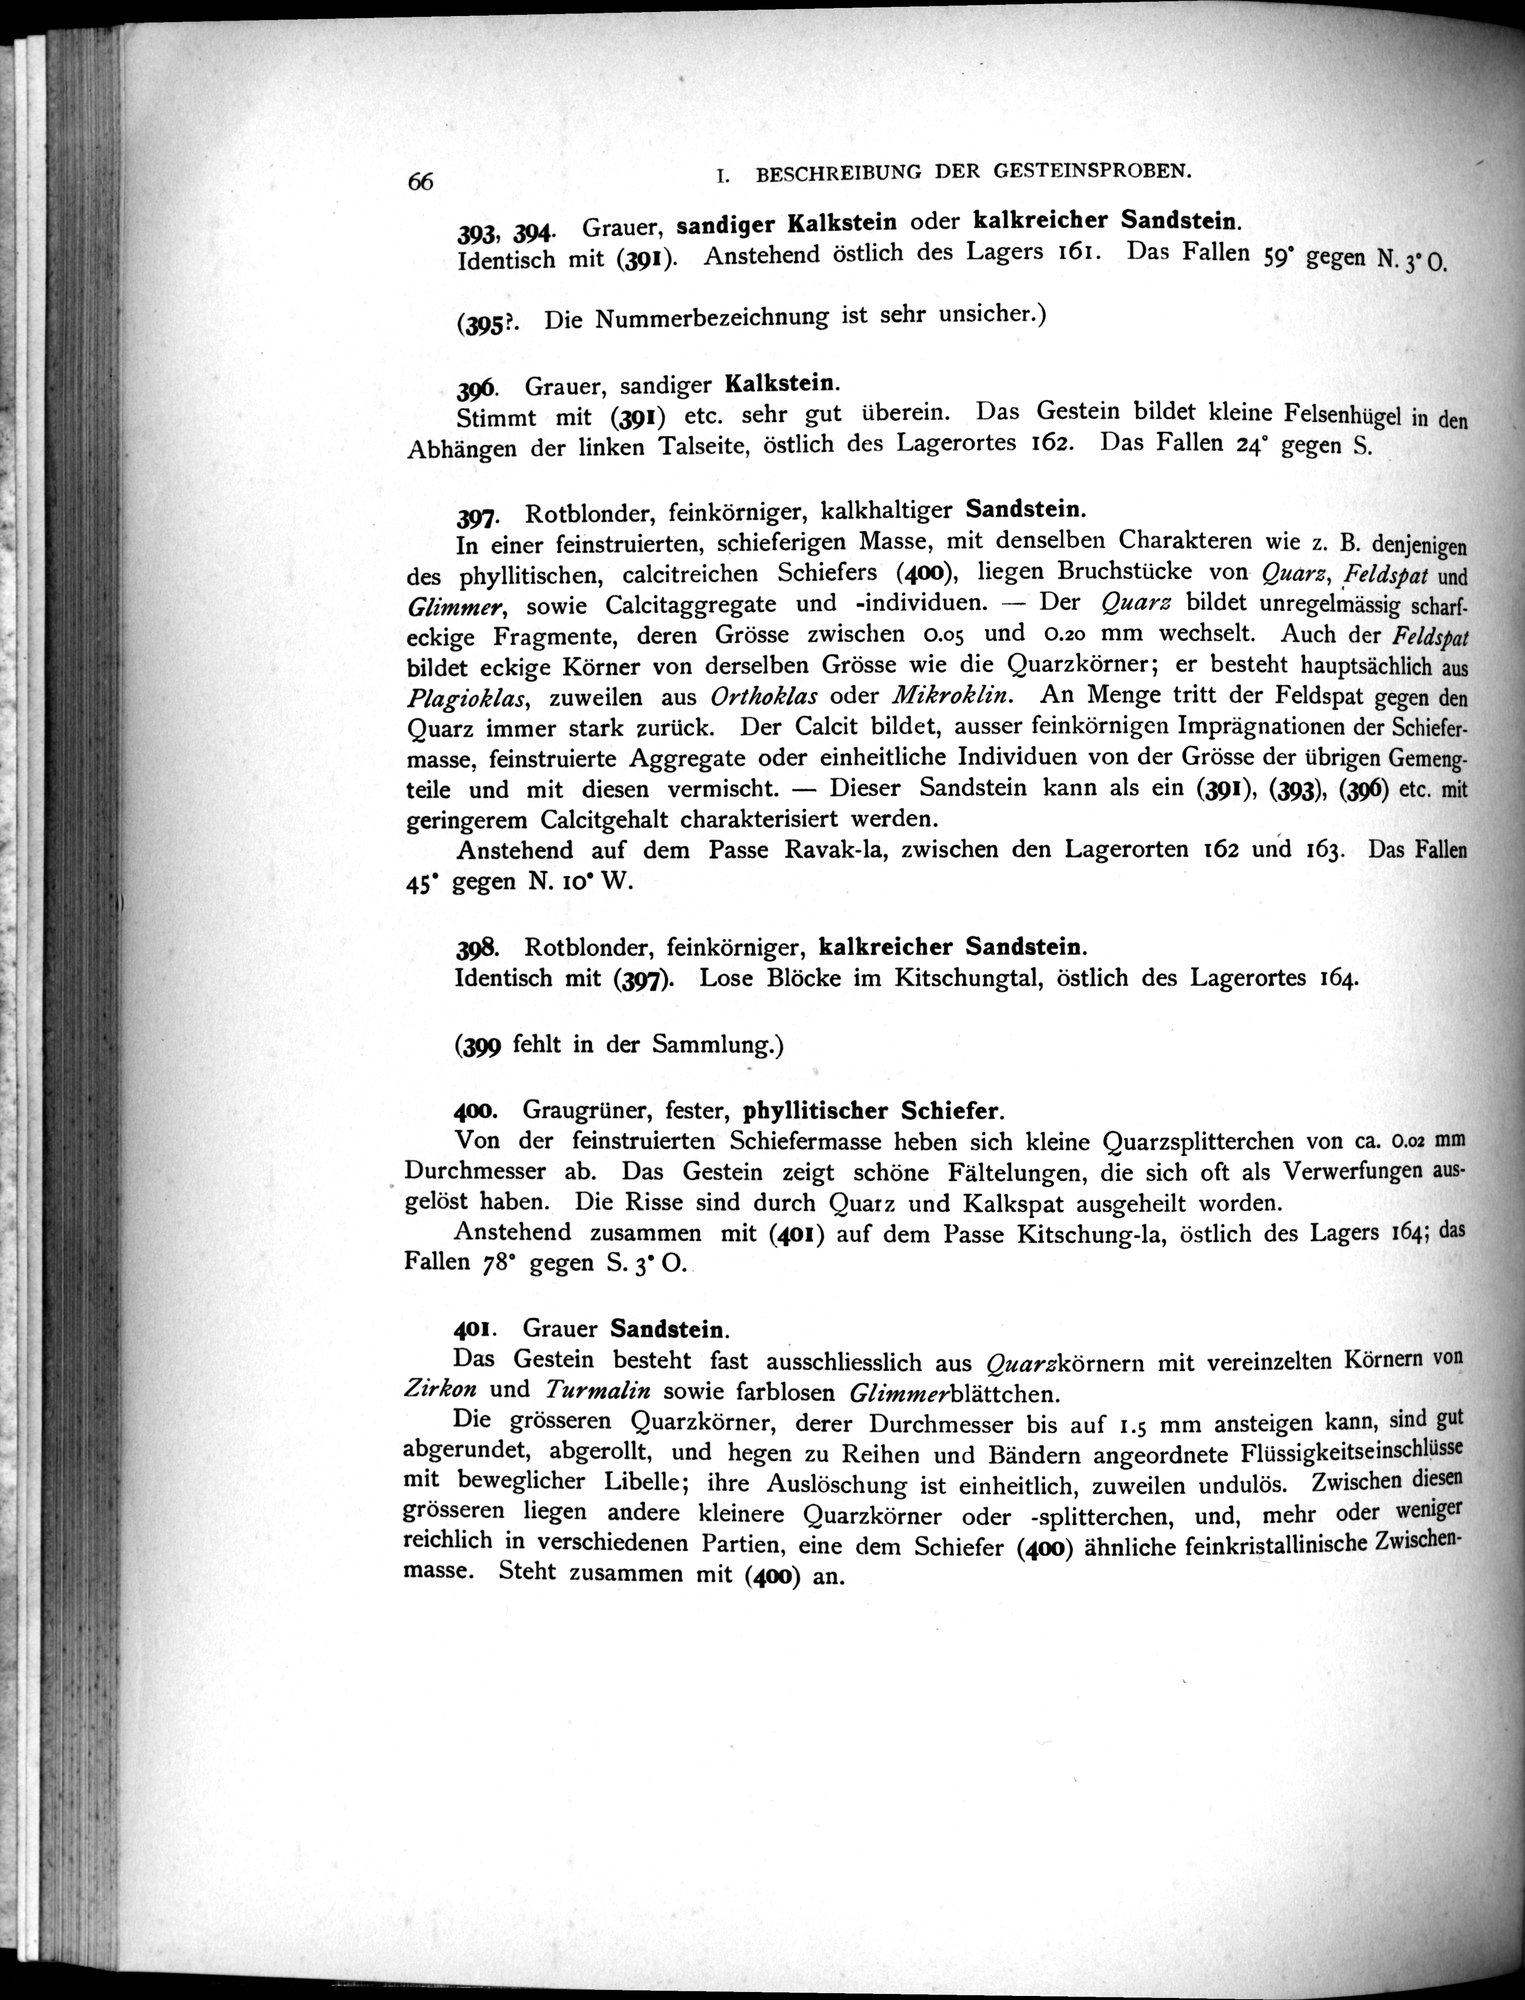 66
I. BESCHREIBUNG DER GESTEINSPROBEN.
393, 394. Grauer, sandiger Kalkstein oder kalkreicher Sandstein.
Identisch mit (391). Anstehend östlich des Lagers 161. Das Fallen 59° gegen N. 3° O.
(395?. Die Nummerbezeichnung ist sehr unsicher.)
396. Grauer, sandiger Kalkstein.
Stimmt mit (391) etc. sehr gut überein. Das Gestein bildet kleine Felsenhügel in den
Abhängen der linken Talseite, östlich des Lagerortes 162. Das Fallen 24° gegen S.
397. Rotblonder, feinkörniger, kalkhaltiger Sandstein.
In einer feinstruierten, schieferigen Masse, mit denselben Charakteren wie z. B. denjenigen
des phyllitischen, calcitreichen Schiefers (400), liegen Bruchstücke von Quarz, Feldspat und
Glimmer, sowie Calcitaggregate und -individuen. — Der Quarz bildet unregelmässig scharf-
eckige Fragmente, deren Grösse zwischen 0.05 und 0.20 mm wechselt. Auch der Feldspat
bildet eckige Körner von derselben Grösse wie die Quarzkörner; er besteht hauptsächlich aus
Plagioklas, zuweilen aus Orthoklas oder Mikroklin. An Menge tritt der Feldspat gegen den
Quarz immer stark zurück. Der Calcit bildet, ausser feinkörnigen Imprägnationen der Schiefer-
masse, feinstruierte Aggregate oder einheitliche Individuen von der Grösse der übrigen Gemeng-
teile und mit diesen vermischt. — Dieser Sandstein kann als ein (391), (393), (396) etc. mit
geringerem Calcitgehalt charakterisiert werden.
Anstehend auf dem Passe Ravak-la, zwischen den Lagerorten 162 und 163. Das Fallen
45° gegen N. 10° W.
398. Rotblonder, feinkörniger, kalkreicher Sandstein.
Identisch mit (397). Lose Blöcke im Kitschungtal, östlich des Lagerortes 164.
(399 fehlt in der Sammlung.)
400. Graugrüner, fester, phyllitischer Schiefer.
Von der feinstruierten Schiefermasse heben sich kleine Quarzsplitterchen von ca. 0.02 mm
Durchmesser ab. Das Gestein zeigt schöne Fältelungen, die sich oft als Verwerfungen aus-
gelöst haben. Die Risse sind durch Quarz und Kalkspat ausgeheilt worden.
Anstehend zusammen mit (401) auf dem Passe Kitschung-la, östlich des Lagers 164; das
Fallen 78° gegen S. 3° O.
401. Grauer Sandstein.
Das Gestein besteht fast ausschliesslich aus Quarzkörnern mit vereinzelten Körnern von
Zirkon und Turmalin sowie farblosen Glimmerblättchen.
Die grösseren Quarzkörner, derer Durchmesser bis auf 1.5 mm ansteigen kann, sind gut
abgerundet, abgerollt, und hegen zu Reihen und Bändern angeordnete Flüssigkeitseinschlüsse
mit beweglicher Libelle; ihre Auslöschung ist einheitlich, zuweilen undulös. Zwischen diesen
grösseren liegen andere kleinere Quarzkörner oder -splitterchen, und, mehr oder weniger
reichlich in verschiedenen Partien, eine dem Schiefer (400) ähnliche feinkristallinische Zwischen-
masse. Steht zusammen mit (400) an.